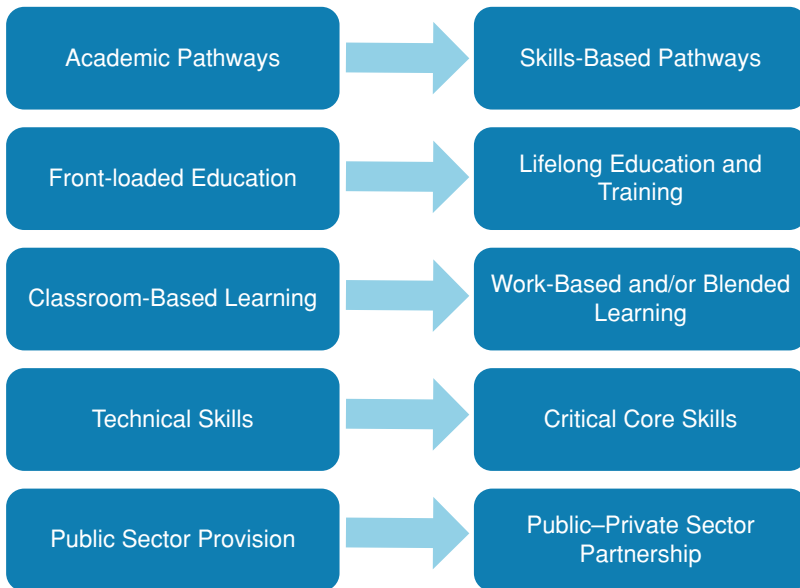 Academic Pathways
Skills-Based Pathways
Front-loaded Education
Lifelong Education and
Training
Classroom-Based Learning
Work-Based and/or Blended
Learning
Technical Skills
Critical Core Skills
Public Sector Provision
Public–Private Sector
Partnership